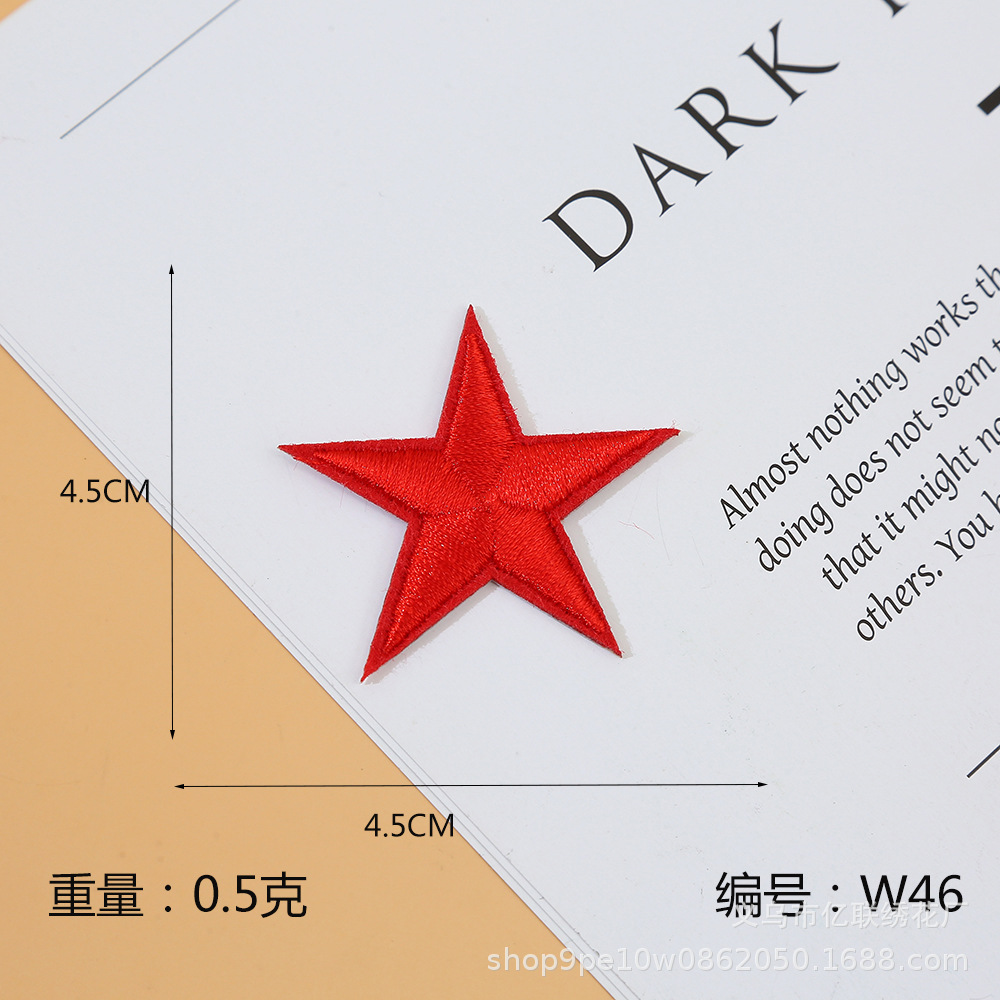 DARK
Almost nothing works th
doing does not seem t
that it might no
others. You h
4.5CM
4.5CM
重量：0.5克
编号：W46
义乌市亿联绣花厂
shop9pe10w0862050.1688.com